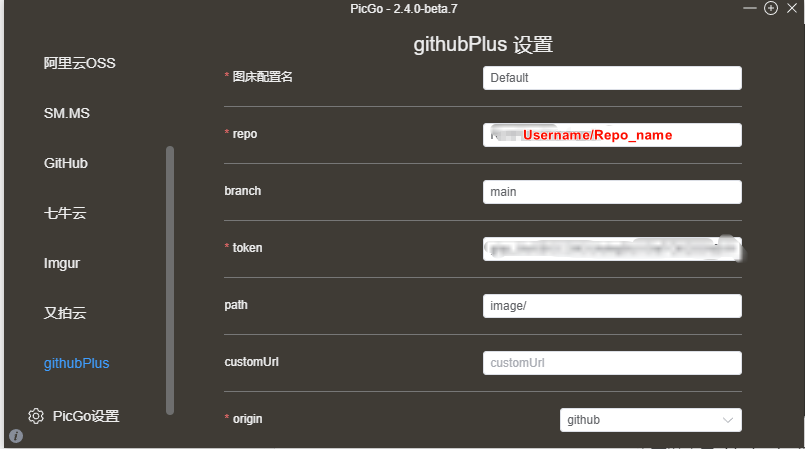 PicGo - 2.4.0-beta.7
githubPlus 设置
阿里云OSS
SM.MS
GitHub
七牛云
Imgur
又拍云
githubPlus
PicGo设置
* 图床配置名
Default
* repo
Username/Repo_name
branch
main
* token
path
image/
customUrl
customUrl
* origin
github